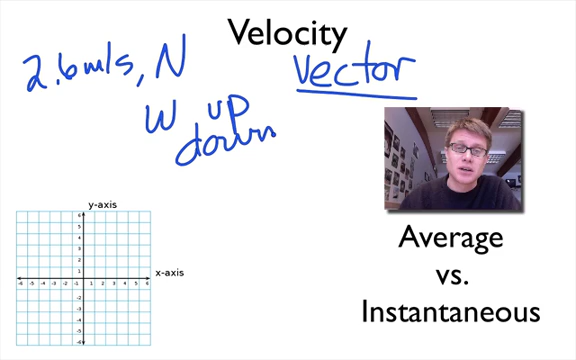 Velocity
2.6 m/s, N
vector
W up
down
y-axis
6
5
4
3
2
1
-6 -5 -4 -3 -2 -1 1 2 3 4 5 6
x-axis
-1
-2
-3
-4
-5
-6
Average
vs.
Instantaneous